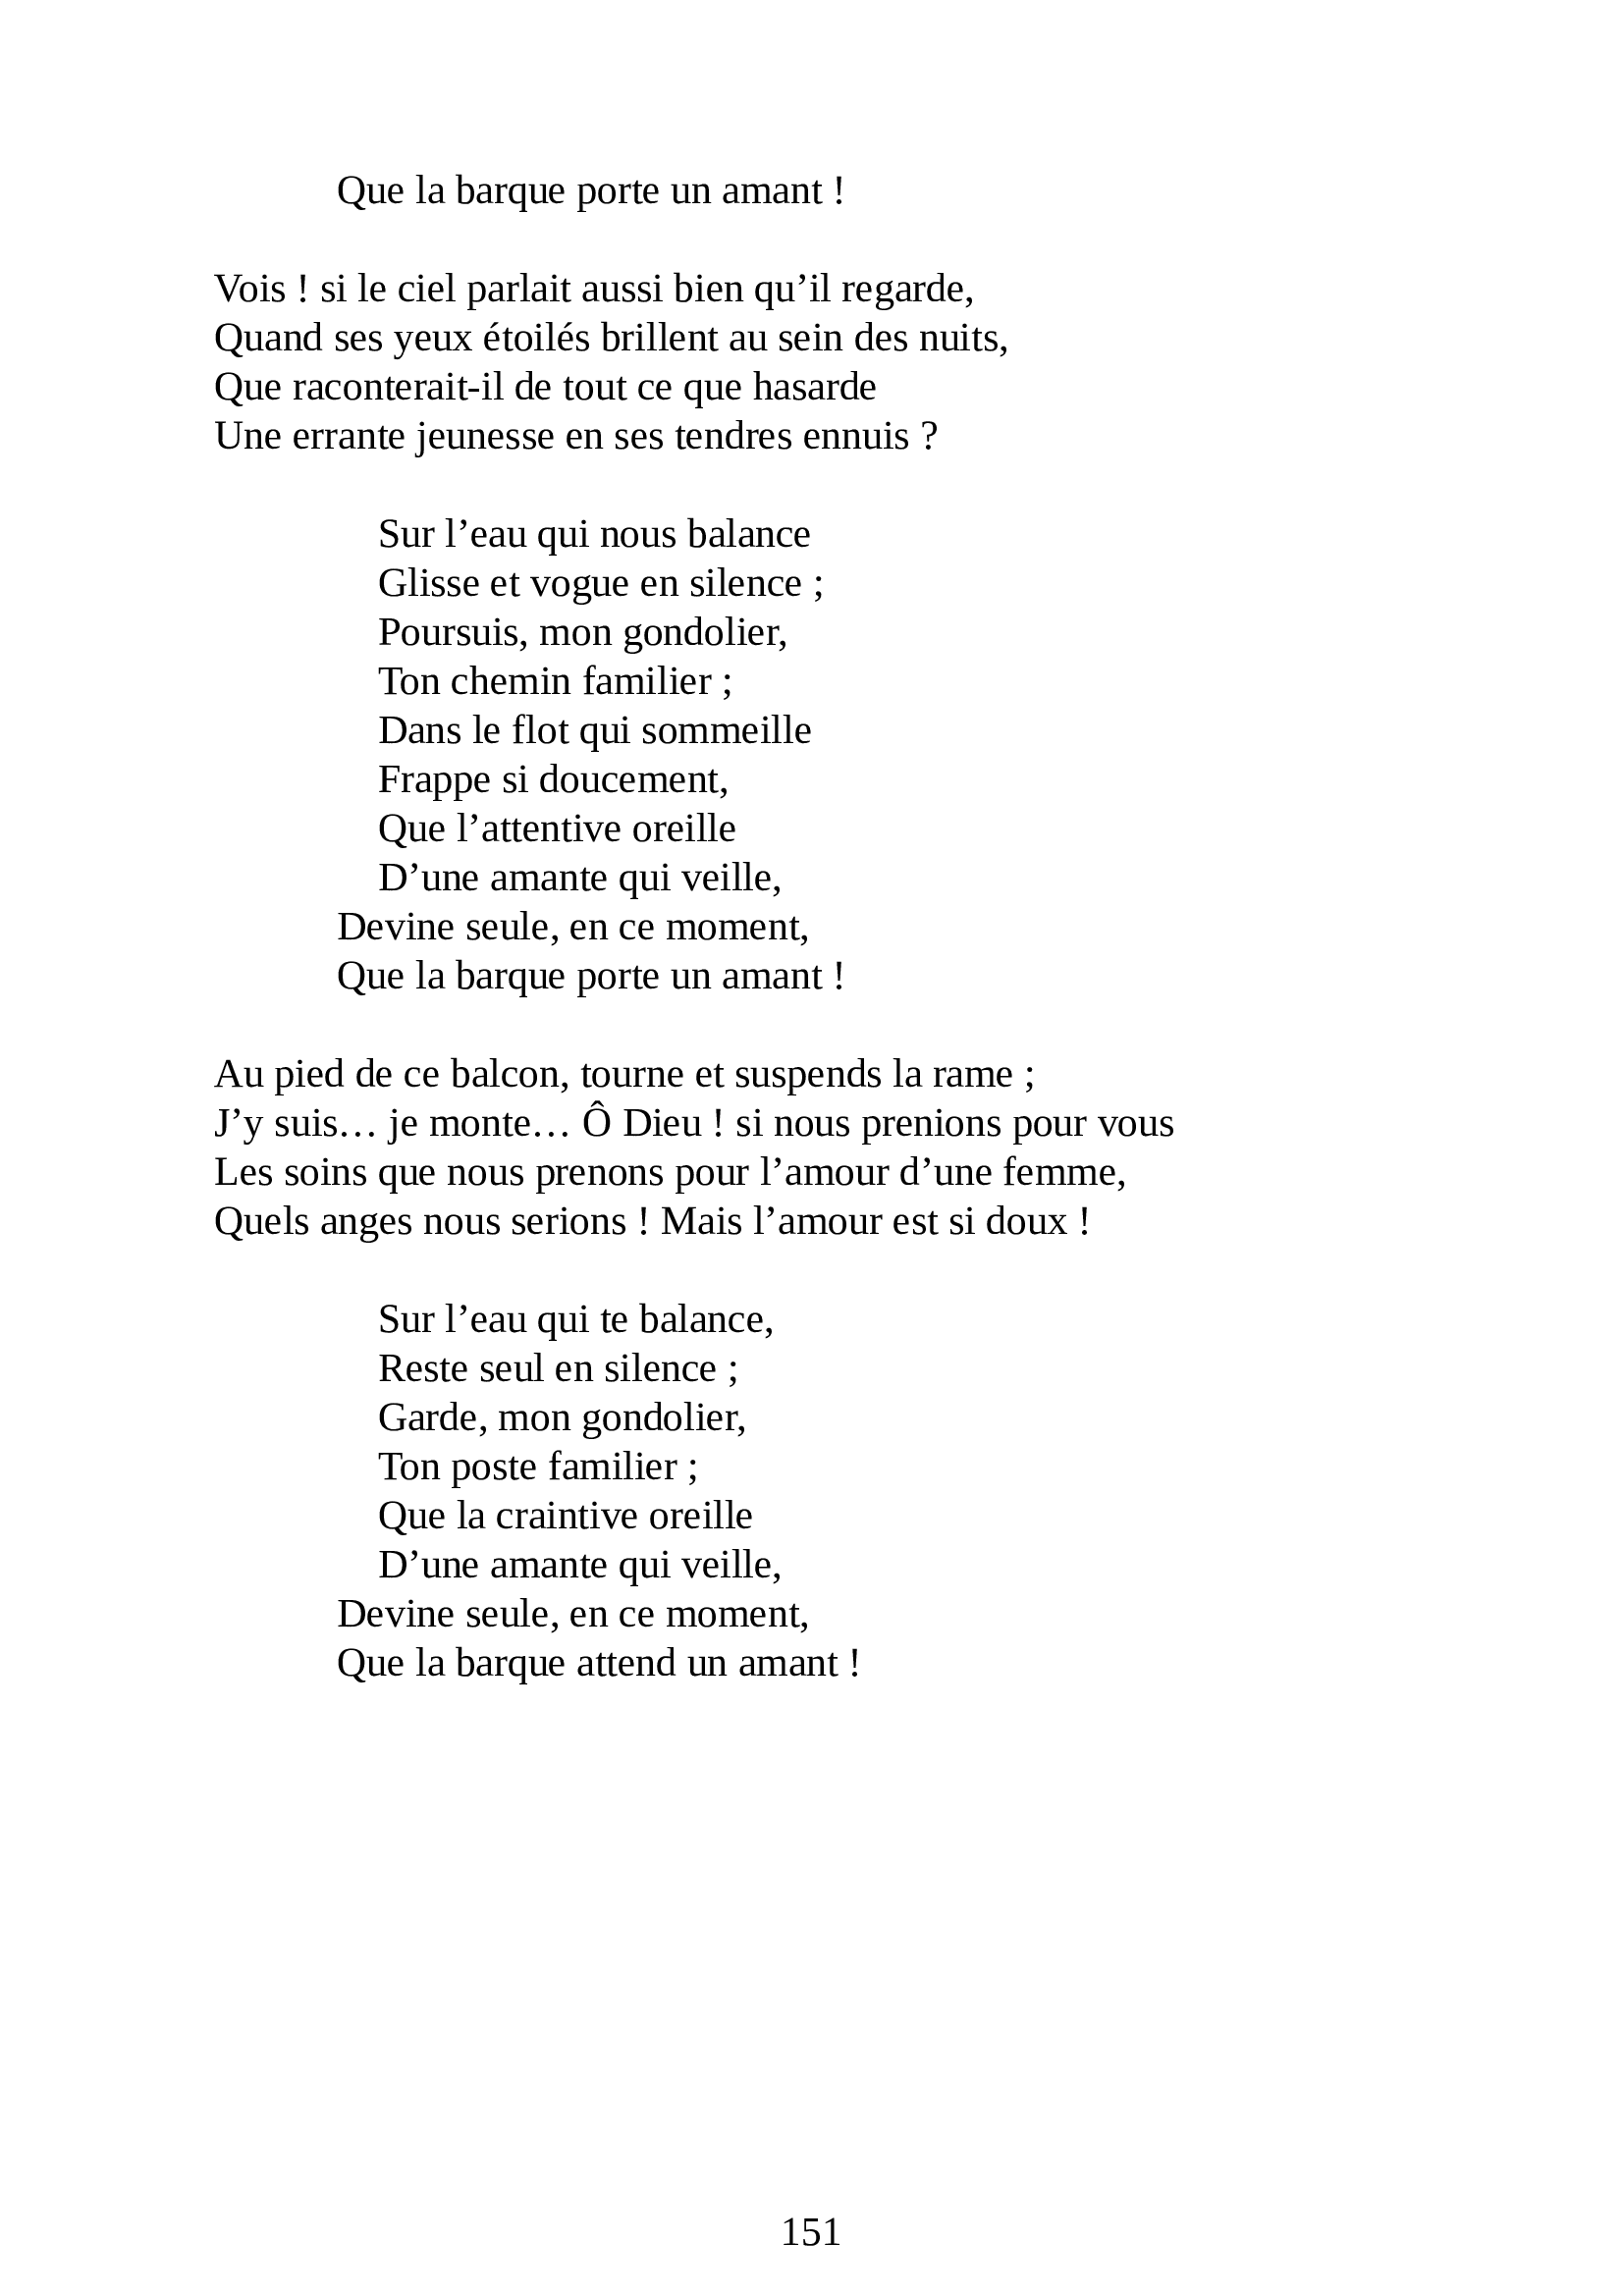 Que la barque porte un amant !
Vois ! si le ciel parlait aussi bien qu’il regarde,
Quand ses yeux étoilés brillent au sein des nuits,
Que raconterait-il de tout ce que hasarde
Une errante jeunesse en ses tendres ennuis ?
Sur l’eau qui nous balance
Glisse et vogue en silence ;
Poursuis, mon gondolier,
Ton chemin familier ;
Dans le flot qui sommeille
Frappe si doucement,
Que l’attentive oreille
D’une amante qui veille,
Devine seule, en ce moment,
Que la barque porte un amant !
Au pied de ce balcon, tourne et suspends la rame ;
J’y suis… je monte… Ô Dieu ! si nous prenions pour vous
Les soins que nous prenons pour l’amour d’une femme,
Quels anges nous serions ! Mais l’amour est si doux !
Sur l’eau qui te balance,
Reste seul en silence ;
Garde, mon gondolier,
Ton poste familier ;
Que la craintive oreille
D’une amante qui veille,
Devine seule, en ce moment,
Que la barque attend un amant !
151